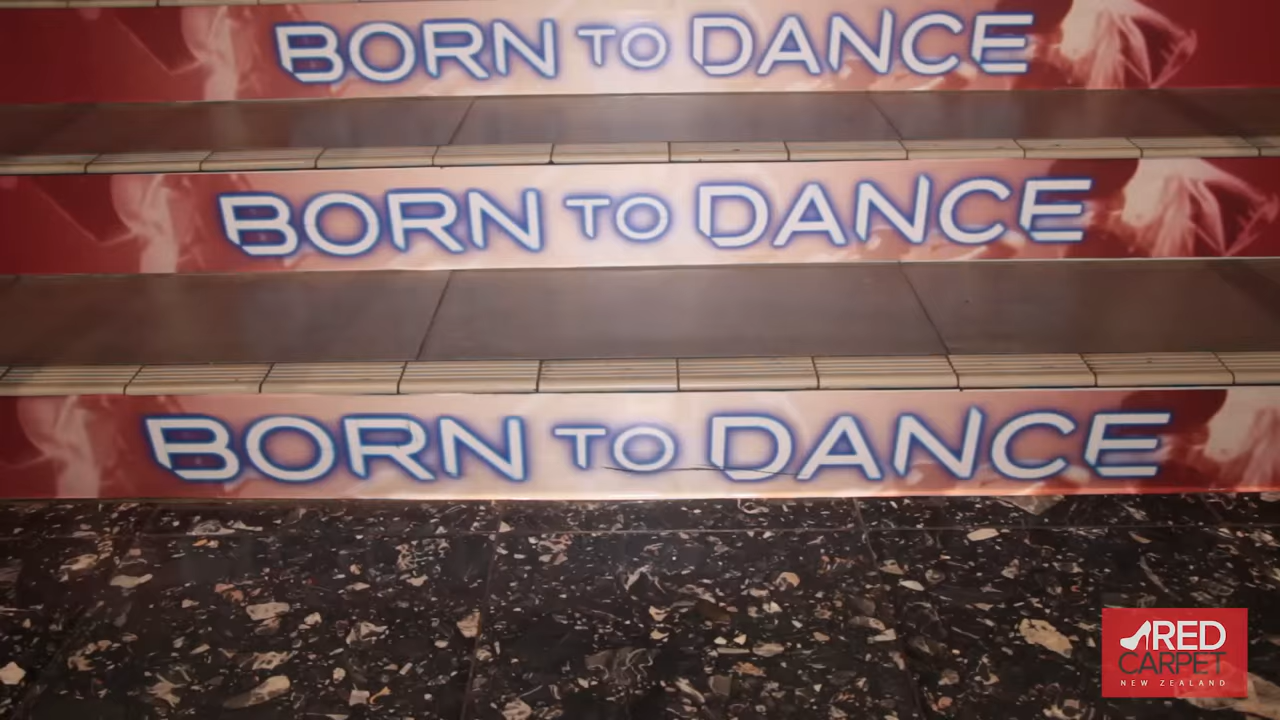 BORN TO DANCE
BORN TO DANCE
BORN TO DANCE
RED
CARPET
NEW ZEALAND